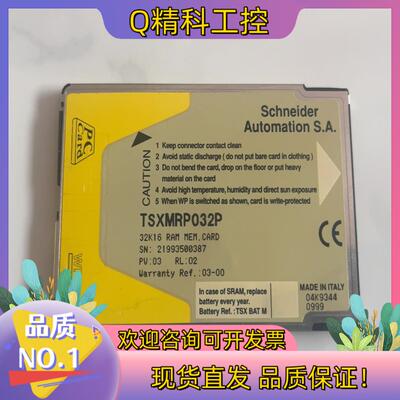 Q精科工控
PC
Card
Schneider
Automation S.A.
CAUTION
1 Keep connector contact clean
2 Avoid static discharge ( do not put bare card in clothing )
3 Do not bend the card, drop on the floor or put heavy
material on the card
4 Avoid high temperature, humidity and direct sun exposure
5 When WP is switched as shown, card is write-protected
TSXMRP032P
32K16 RAM MEM.CARD
SN: 21993500387
PV:03 RL:02
Warranty Ref.:03-00
In case of SRAM, replace
battery every year.
Battery Ref.: TSX BAT M
MADE IN ITALY
04K9344
0999
品质
NO.1
欢迎咨询可开发票
现货直发 品质保证!